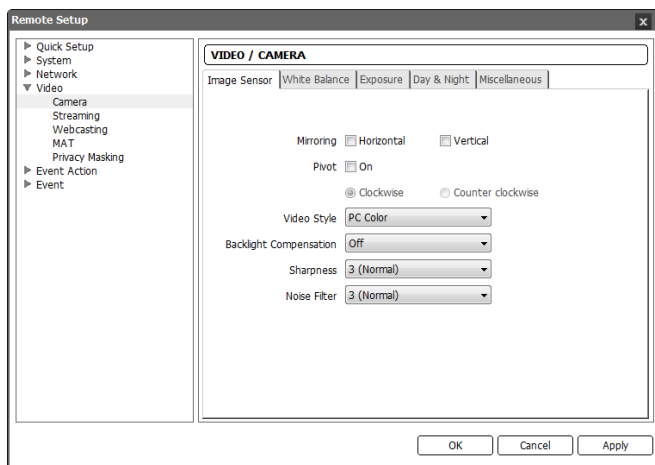 Remote Setup
x
Quick Setup
System
Network
Video
Camera
Streaming
Webcasting
MAT
Privacy Masking
Event Action
Event
VIDEO / CAMERA
Image Sensor White Balance Exposure Day & Night Miscellaneous
Mirroring Horizontal Vertical
Pivot On
Clockwise Counter clockwise
Video Style PC Color
Backlight Compensation Off
Sharpness 3 (Normal)
Noise Filter 3 (Normal)
OK Cancel Apply